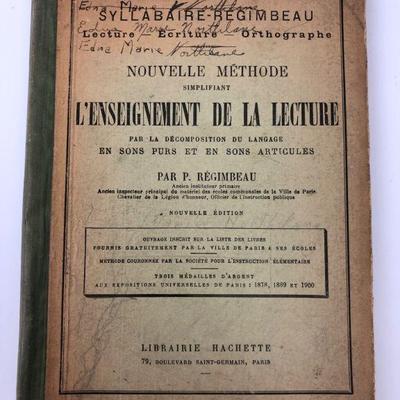 Edna Marie
SYLLABAIRE-REGIMBEAU
Lecture Ecriture Orthographe
Edna Marie
NOUVELLE MÉTHODE
SIMPLIFIANT
L'ENSEIGNEMENT DE LA LECTURE
PAR LA DÉCOMPOSITION DU LANGAGE
EN SONS PURS ET EN SONS ARTICULÉS
PAR P. RÉGIMBEAU
Ancien instituteur primaire
Ancien inspecteur principal du matériel des écoles communales de la Ville de Paris
Chevalier de la Légion d'honneur, Officier de l'Instruction publique
NOUVELLE ÉDITION
OUVRAGE INSCRIT SUR LA LISTE DES LIVRES
FOURNIS GRATUITEMENT PAR LA VILLE DE PARIS A SES ÉCOLES
MÉTHODE COURONNÉE PAR LA SOCIÉTÉ POUR L'INSTRUCTION ÉLÉMENTAIRE
TROIS MÉDAILLES D'ARGENT
AUX EXPOSITIONS UNIVERSELLES DE PARIS : 1878, 1889 ET 1900
LIBRAIRIE HACHETTE
79, BOULEVARD SAINT-GERMAIN, PARIS